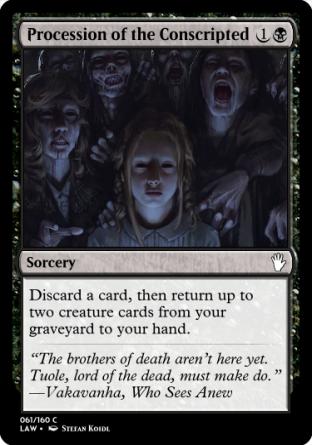 Procession of the Conscripted 1
Sorcery
Discard a card, then return up to
two creature cards from your
graveyard to your hand.
“The brothers of death aren’t here yet.
Tuole, lord of the dead, must make do.”
—Vakavanha, Who Sees Anew
061/160 C
LAW • Stefan Koidl